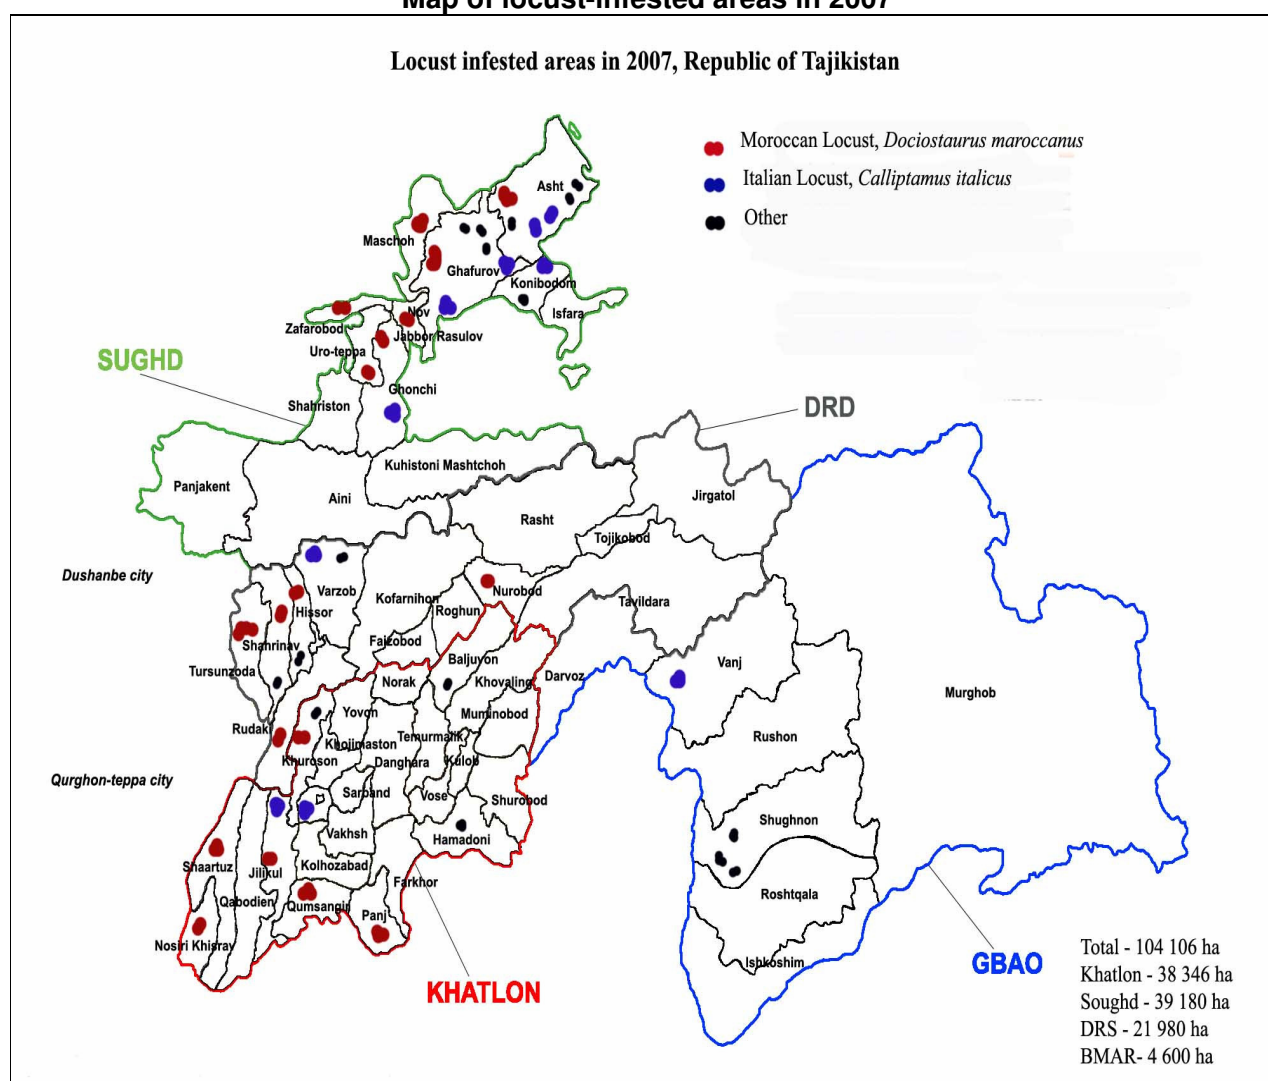 Map of locust-infested areas in 2007
Locust infested areas in 2007, Republic of Tajikistan
Moroccan Locust, Dociostaurus maroccanus
Italian Locust, Calliptamus italicus
Other
Asht
Maschoh
Ghafurov
Konibodom
Isfara
Nov
Zafarobod
Jabbor Rasulov
Uro-teppa
SUGHD
Ghonchi
Shahriston
DRD
Kuhistoni Mashtchoh
Panjakent
Aini
Jirgatol
Rasht
Tojikobod
Dushanbe city
Varzob
Nurobod
Kofarnihon
Tavildara
Roghun
Hissor
Faizobod
Shahrinav
Baljuvon
Vanj
Tursunzoda
Darvoz
Norak
Khovaling
Murghob
Yovon
Muminobod
Rudaki
Temurmalik
Rushon
Khojimaston
Khuroson
Danghara
Kulob
Qurghon-teppa city
Sarband
Vose
Shurobod
Shughnon
Vakhsh
Hamadoni
Shaartuz
Jilikul
Kolhozabad
Farkhor
Roshtqala
Qabodien
Qumsangir
Panj
Nosiri Khisrav
Ishkoshim
GBAO
KHATLON
Total - 104 106 ha
Khatlon - 38 346 ha
Soughd - 39 180 ha
DRS - 21 980 ha
BMAR- 4 600 ha